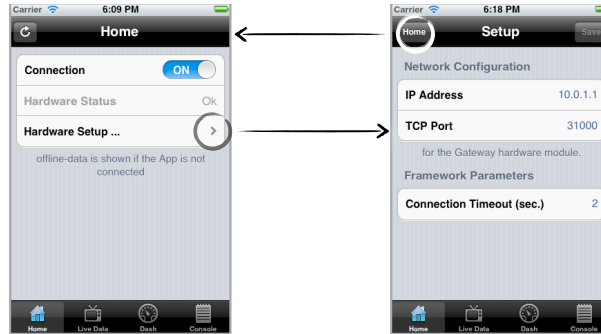 Carrier 6:09 PM
Home
Connection ON
Hardware Status Ok
Hardware Setup ...
offline-data is shown if the App is not
connected
Home Live Data Dash Console
Carrier 6:18 PM
Home Setup Save
Network Configuration
IP Address 10.0.1.1
TCP Port 31000
for the Gateway hardware module.
Framework Parameters
Connection Timeout (sec.) 2
Home Live Data Dash Console